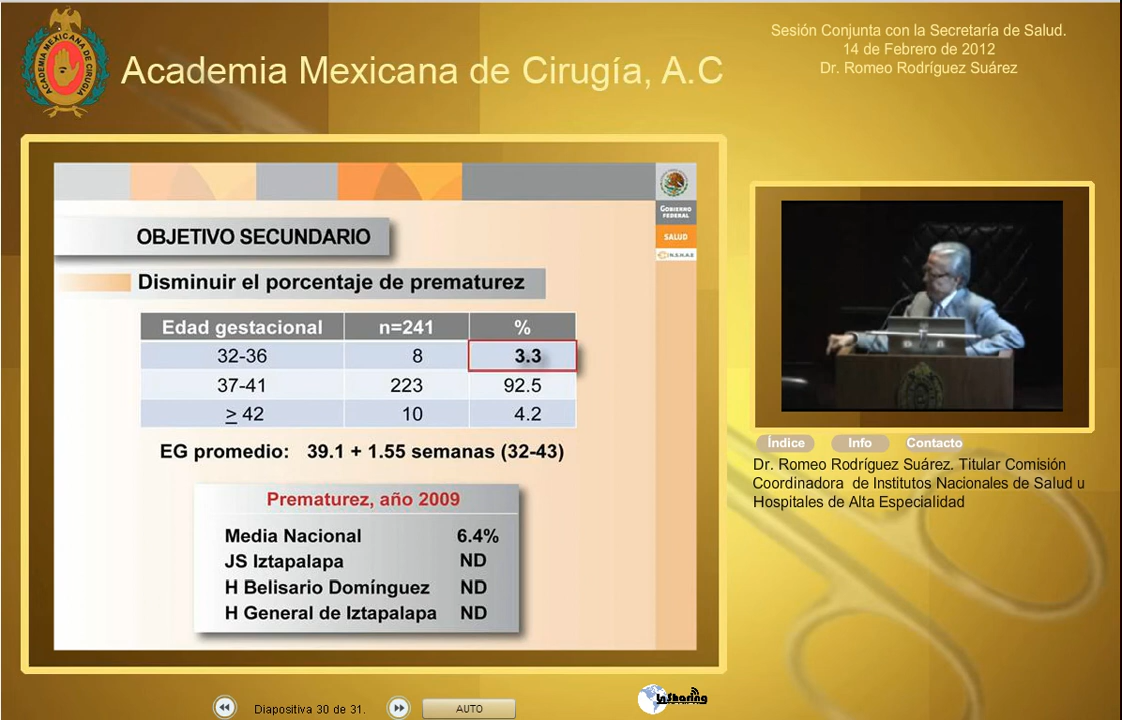 ACADEMIA MEXICANA DE CIRUGIA
Academia Mexicana de Cirugía, A.C
Sesión Conjunta con la Secretaría de Salud.
14 de Febrero de 2012
Dr. Romeo Rodríguez Suárez
GOBIERNO
FEDERAL
SALUD
OBJETIVO SECUNDARIO
Disminuir el porcentaje de prematurez
Edad gestacional n=241 %
32-36 8 3.3
37-41 223 92.5
≥ 42 10 4.2
EG promedio: 39.1 + 1.55 semanas (32-43)
Prematurez, año 2009
Media Nacional 6.4%
JS Iztapalapa ND
H Belisario Domínguez ND
H General de Iztapalapa ND
Índice Info Contacto
Dr. Romeo Rodríguez Suárez. Titular Comisión
Coordinadora de Institutos Nacionales de Salud u
Hospitales de Alta Especialidad
Diapositiva 30 de 31.
AUTO
InSharing